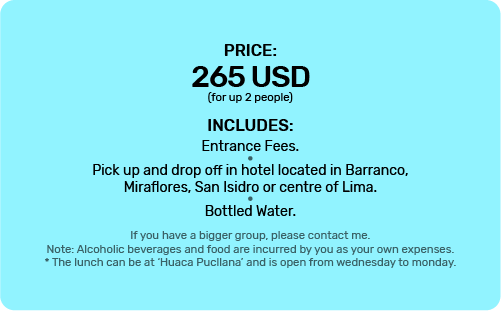 PRICE:
265 USD
(for up 2 people)
INCLUDES:
Entrance Fees.
•
Pick up and drop off in hotel located in Barranco,
Miraflores, San Isidro or centre of Lima.
•
Bottled Water.
If you have a bigger group, please contact me.
Note: Alcoholic beverages and food are incurred by you as your own expenses.
* The lunch can be at ‘Huaca Pucllana’ and is open from wednesday to monday.